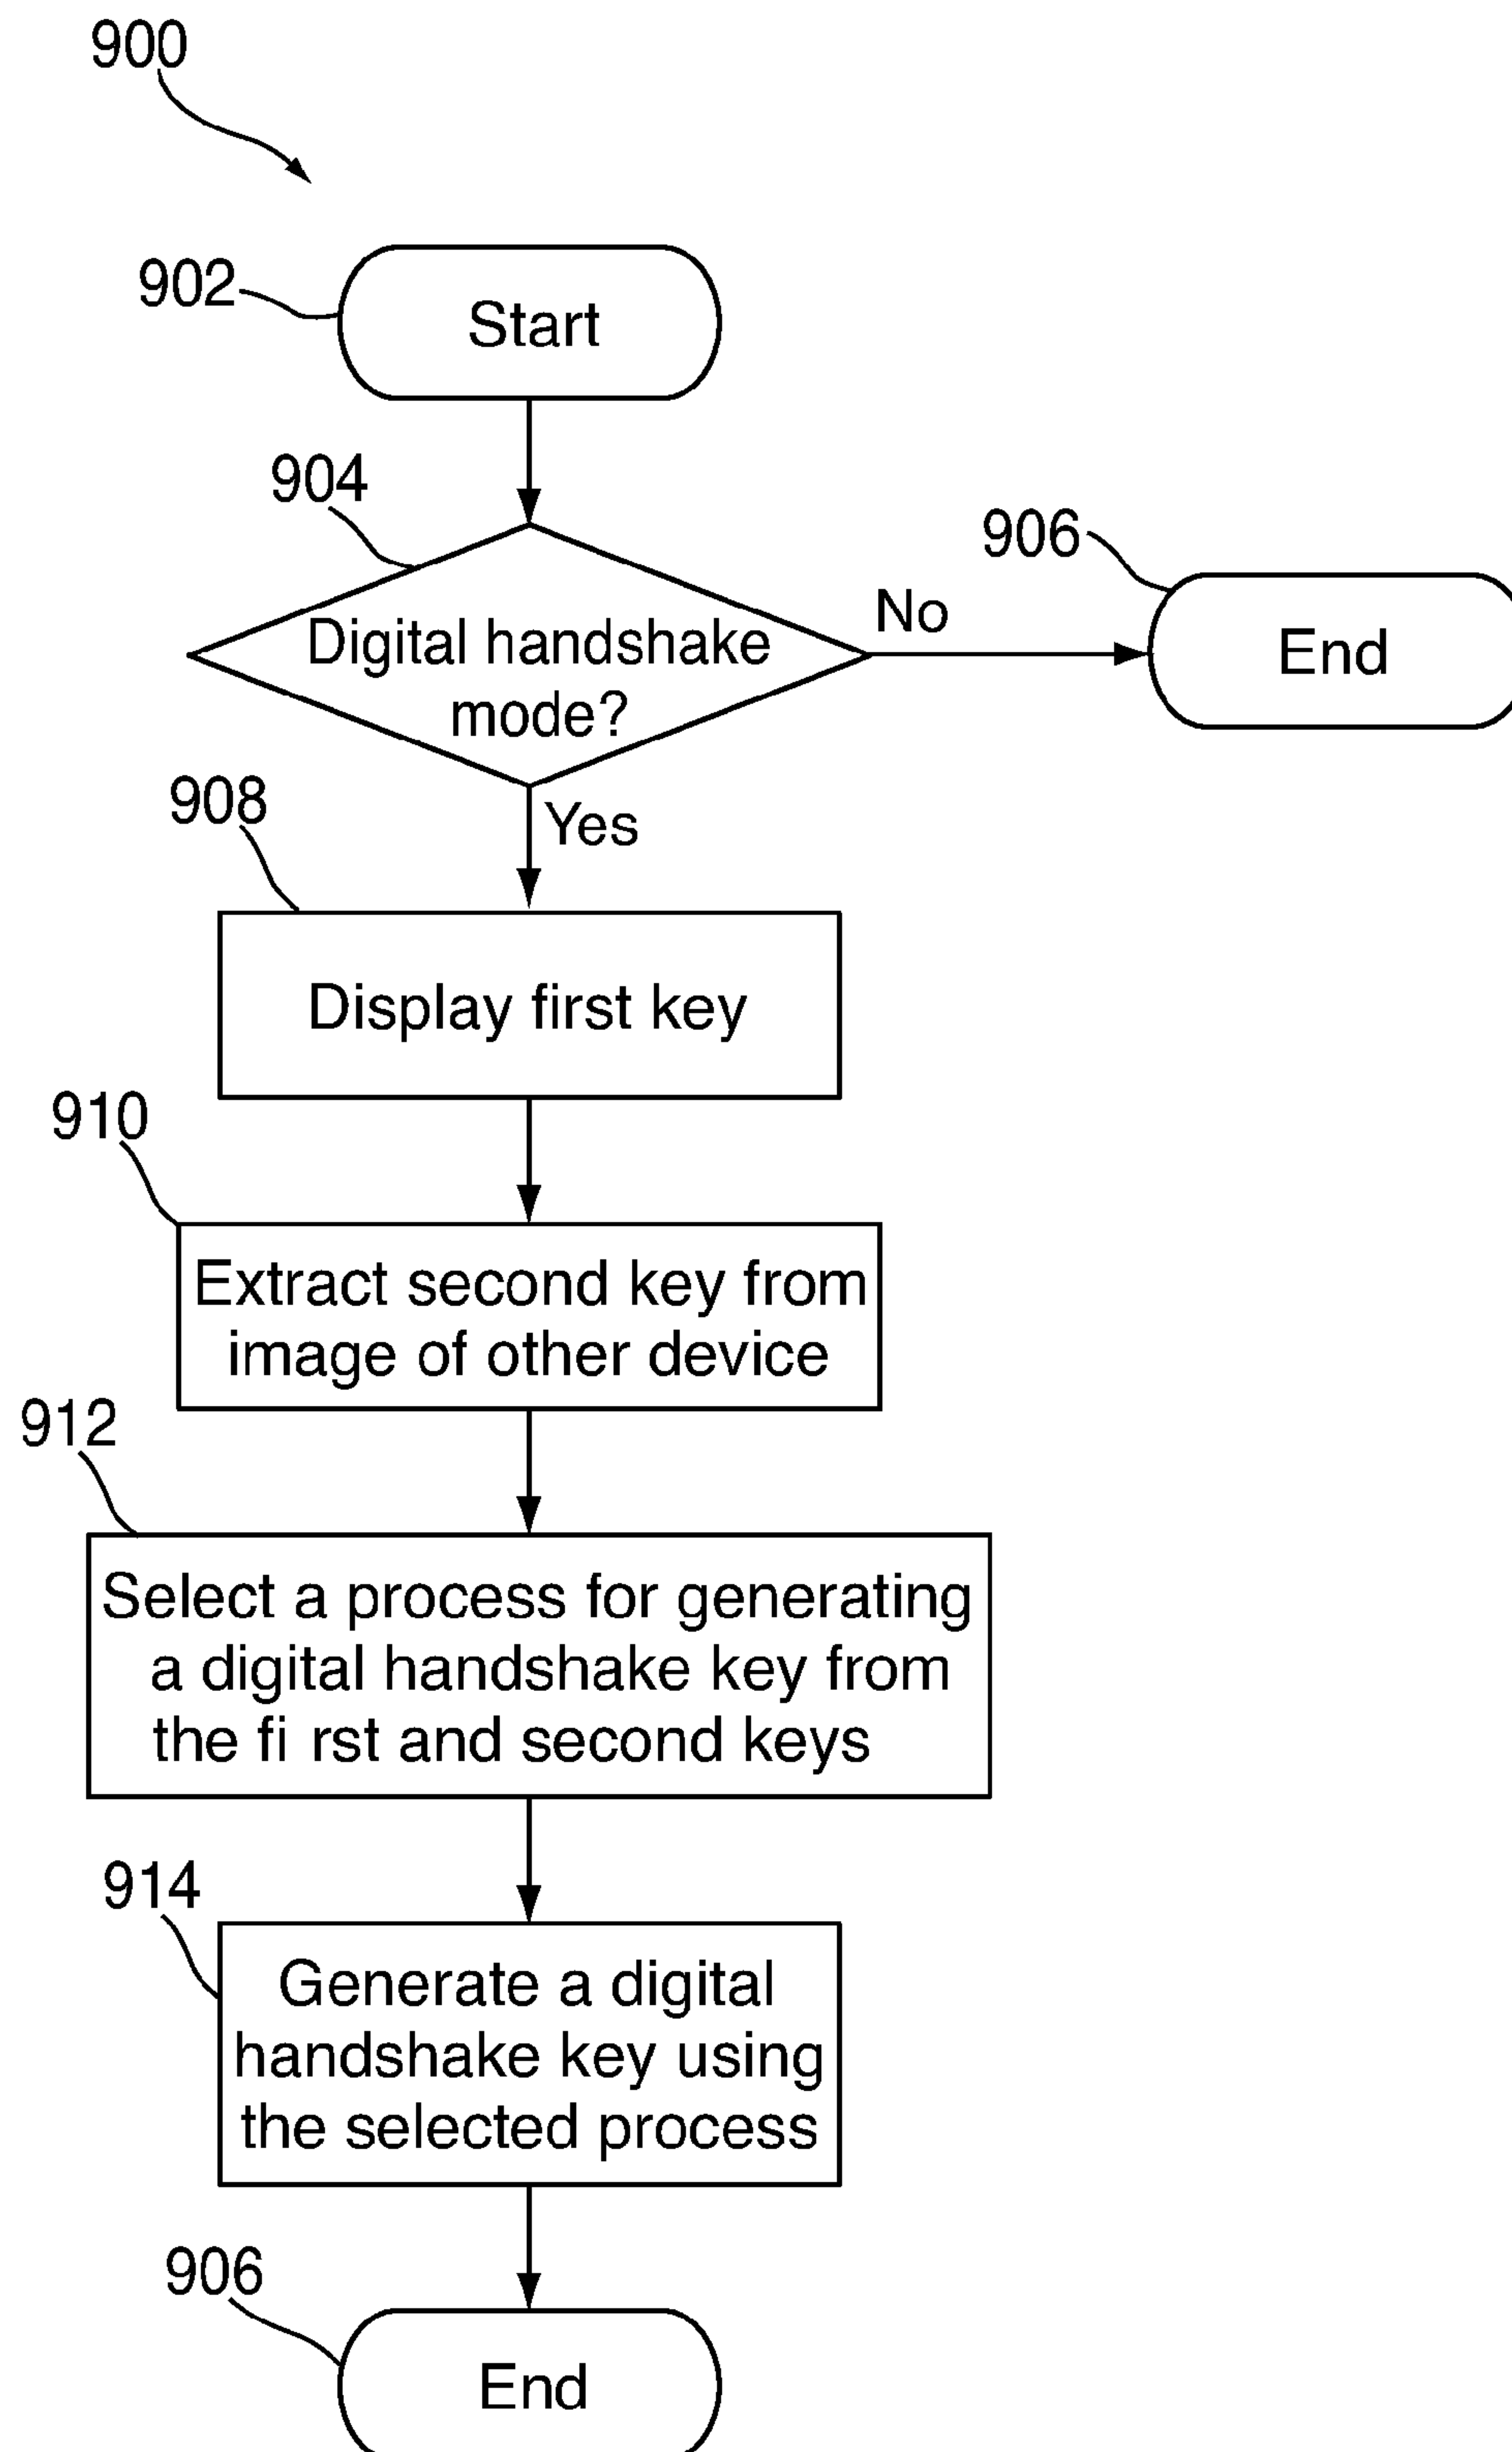 900
902
Start
904
Digital handshake
mode?
No
906
End
Yes
908
Display first key
910
Extract second key from
image of other device
912
Select a process for generating
a digital handshake key from
the fi rst and second keys
914
Generate a digital
handshake key using
the selected process
906
End